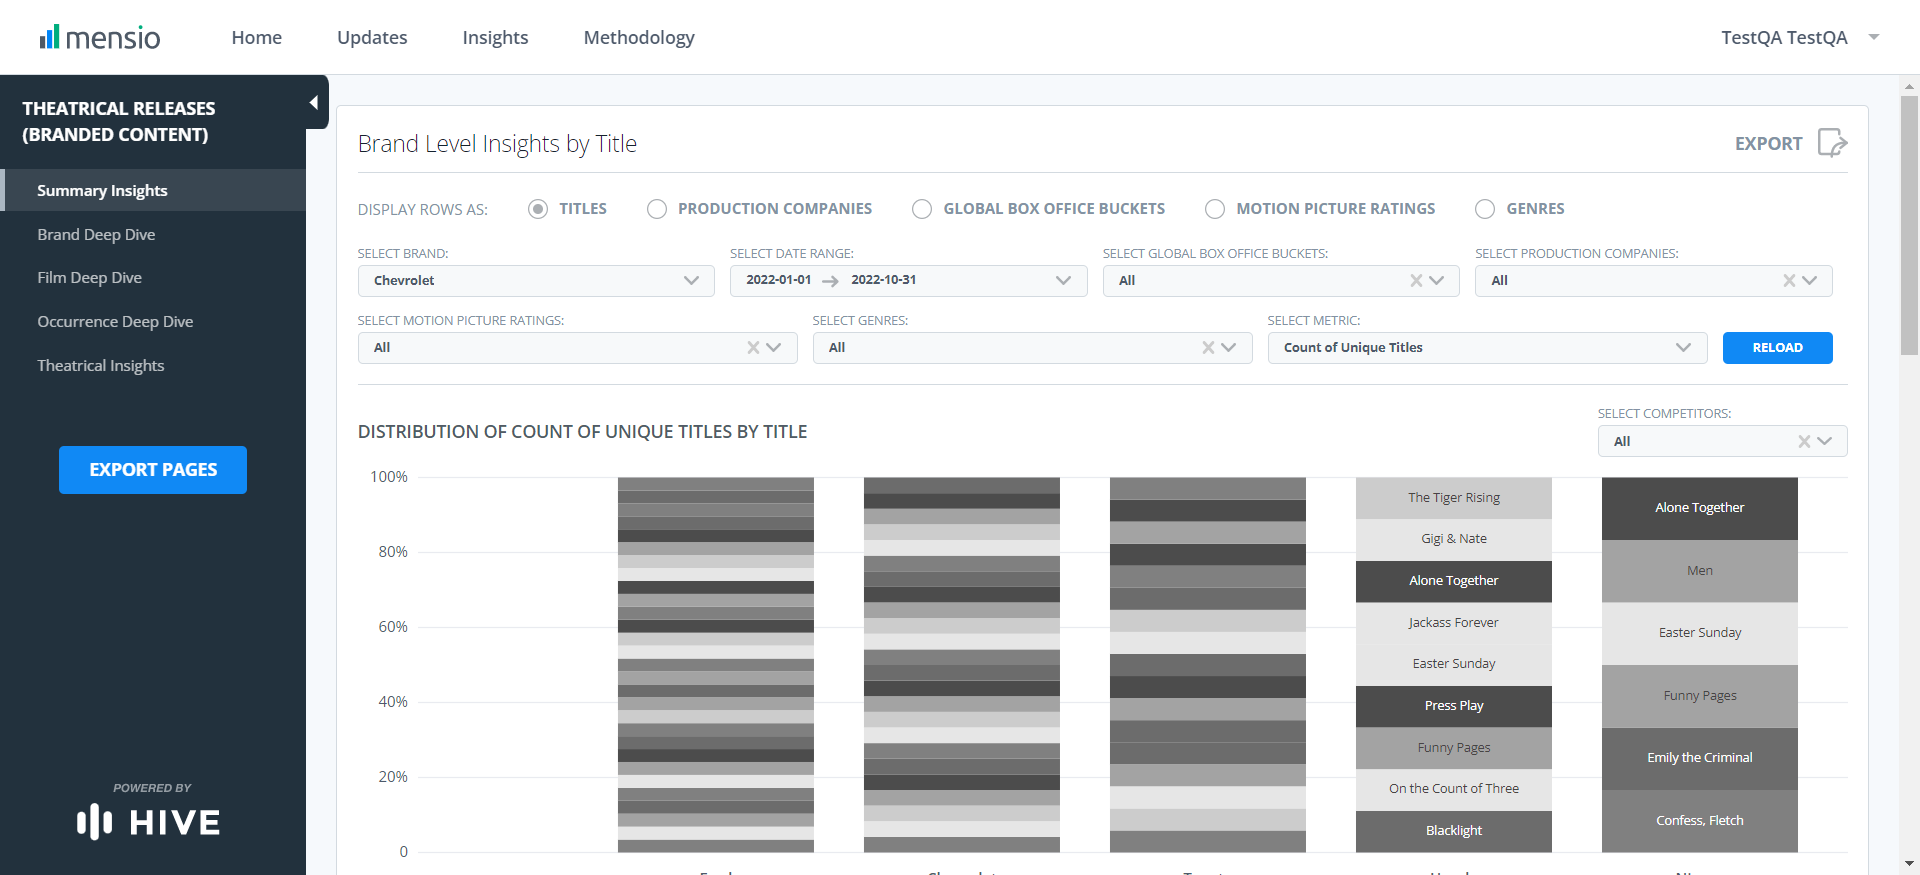 mensio
Home
Updates
Insights
Methodology
TestQA TestQA
THEATRICAL RELEASES
(BRANDED CONTENT)
Summary Insights
Brand Deep Dive
Film Deep Dive
Occurrence Deep Dive
Theatrical Insights
EXPORT PAGES
POWERED BY
HIVE
Brand Level Insights by Title
EXPORT
DISPLAY ROWS AS:
TITLES
PRODUCTION COMPANIES
GLOBAL BOX OFFICE BUCKETS
MOTION PICTURE RATINGS
GENRES
SELECT BRAND:
Chevrolet
SELECT DATE RANGE:
2022-01-01 → 2022-10-31
SELECT GLOBAL BOX OFFICE BUCKETS:
All
SELECT PRODUCTION COMPANIES:
All
SELECT MOTION PICTURE RATINGS:
All
SELECT GENRES:
All
SELECT METRIC:
Count of Unique Titles
RELOAD
DISTRIBUTION OF COUNT OF UNIQUE TITLES BY TITLE
SELECT COMPETITORS:
All
100%
80%
60%
40%
20%
0
The Tiger Rising
Gigi & Nate
Alone Together
Jackass Forever
Easter Sunday
Press Play
Funny Pages
On the Count of Three
Blacklight
Alone Together
Men
Easter Sunday
Funny Pages
Emily the Criminal
Confess, Fletch